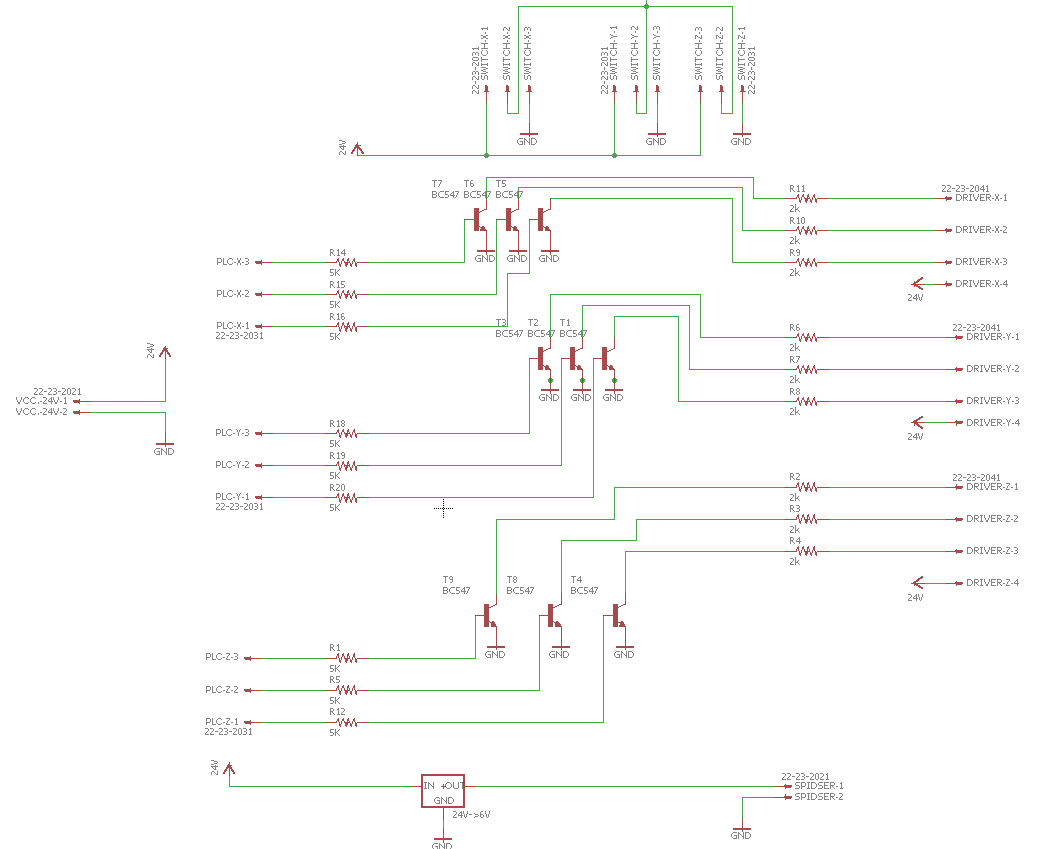 22-23-2031
SWITCH-X-1
SWITCH-X-2
SWITCH-X-3
22-23-2031
SWITCH-Y-1
SWITCH-Y-2
SWITCH-Y-3
SWITCH-Z-3
SWITCH-Z-2
SWITCH-Z-1
22-23-2031
GND
GND
GND
24V
T7 T6 T5
BC547 BC547 BC547
GND GND GND
R11
2k
22-23-2041
DRIVER-X-1
R10
2k
DRIVER-X-2
R9
2k
DRIVER-X-3
DRIVER-X-4
24V
PLC-X-3
R14
5K
PLC-X-2
R15
5K
PLC-X-1
22-23-2031
R16
5K
T3 T2 T1
BC547 BC547 BC547
GND GND GND
R6
2k
22-23-2041
DRIVER-Y-1
R7
2k
DRIVER-Y-2
R8
2k
DRIVER-Y-3
DRIVER-Y-4
24V
24V
22-23-2021
VCC.-24V-1
VCC.-24V-2
GND
PLC-Y-3
R18
5K
PLC-Y-2
R19
5K
PLC-Y-1
22-23-2031
R20
5K
R2
2k
22-23-2041
DRIVER-Z-1
R3
2k
DRIVER-Z-2
R4
2k
DRIVER-Z-3
DRIVER-Z-4
24V
T9 T8 T4
BC547 BC547 BC547
GND GND GND
PLC-Z-3
R1
5K
PLC-Z-2
R5
5K
PLC-Z-1
22-23-2031
R12
5K
24V
IN +OUT
GND
24V->6V
GND
22-23-2021
SPIDSER-1
SPIDSER-2
GND